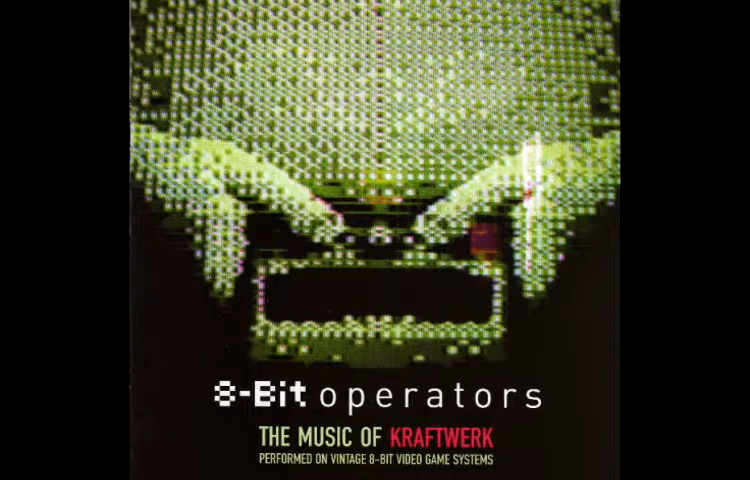 8-Bit operators
THE MUSIC OF KRAFTWERK
PERFORMED ON VINTAGE 8-BIT VIDEO GAME SYSTEMS